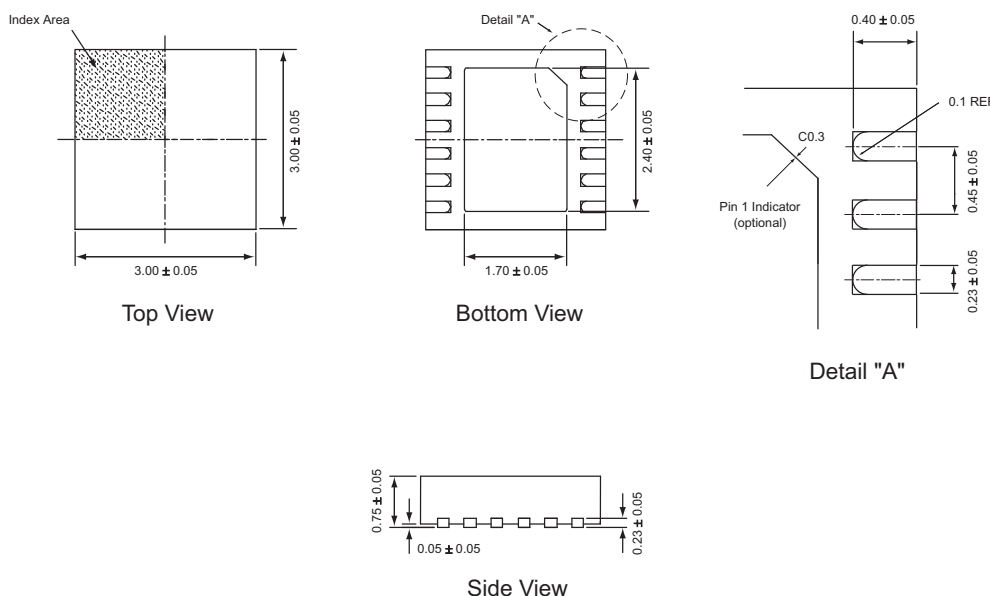 Index Area
3.00 ± 0.05
3.00 ± 0.05
Top View
Detail "A"
2.40 ± 0.05
1.70 ± 0.05
Bottom View
0.40 ± 0.05
0.1 REF
C0.3
0.45 ± 0.05
Pin 1 Indicator
(optional)
0.23 ± 0.05
Detail "A"
0.75 ± 0.05
0.05 ± 0.05
0.23 ± 0.05
Side View